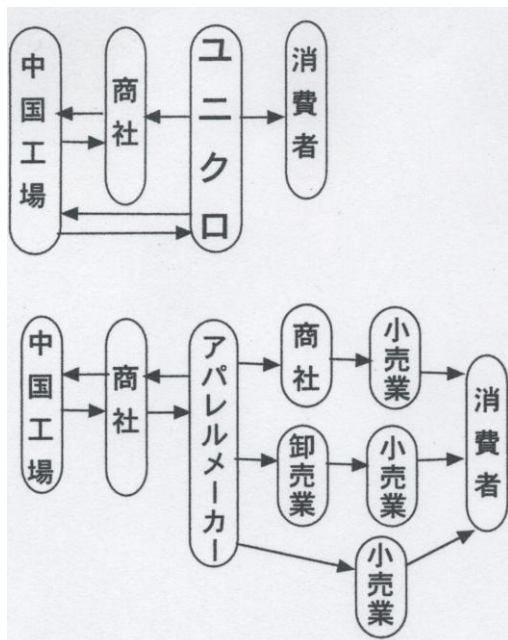 中国工場
商社
ユニクロ
消費者
中国工場
商社
アパレルメーカー
商社
小売業
卸売業
小売業
小売業
消費者